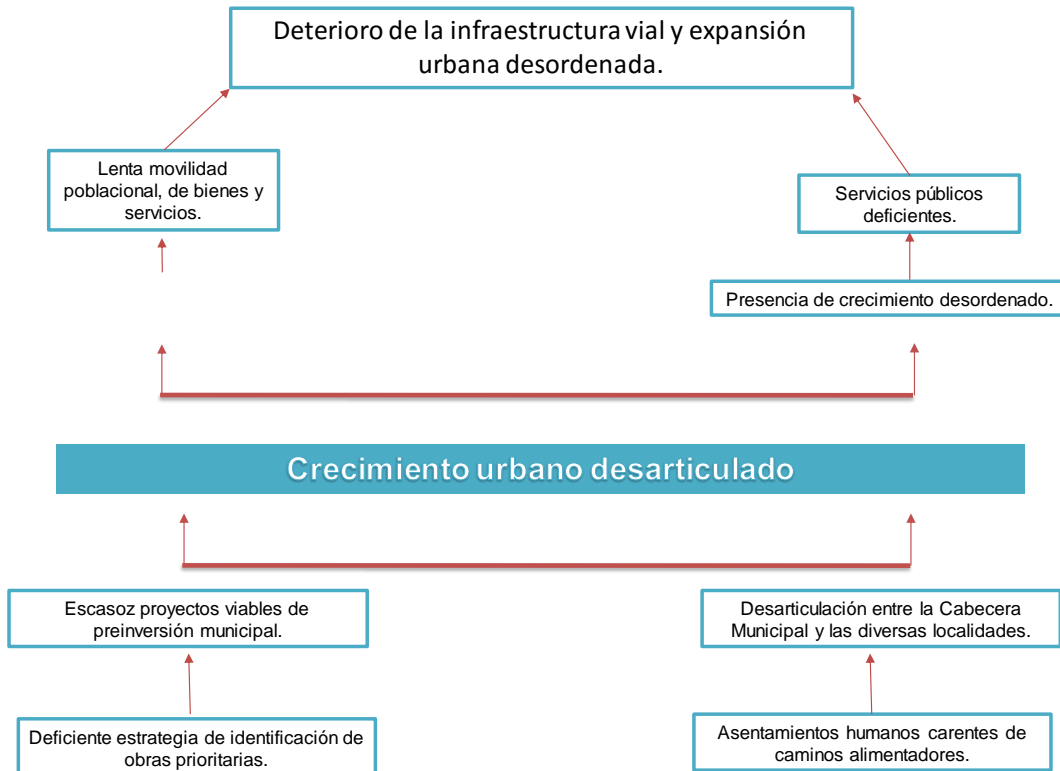 Deterioro de la infraestructura vial y expansión
urbana desordenada.
Lenta movilidad
poblacional, de bienes y
servicios.
Servicios públicos
deficientes.
Presencia de crecimiento desordenado.
Crecimiento urbano desarticulado
Escasoz proyectos viables de
preinversión municipal.
Desarticulación entre la Cabecera
Municipal y las diversas localidades.
Deficiente estrategia de identificación de
obras prioritarias.
Asentamientos humanos carentes de
caminos alimentadores.